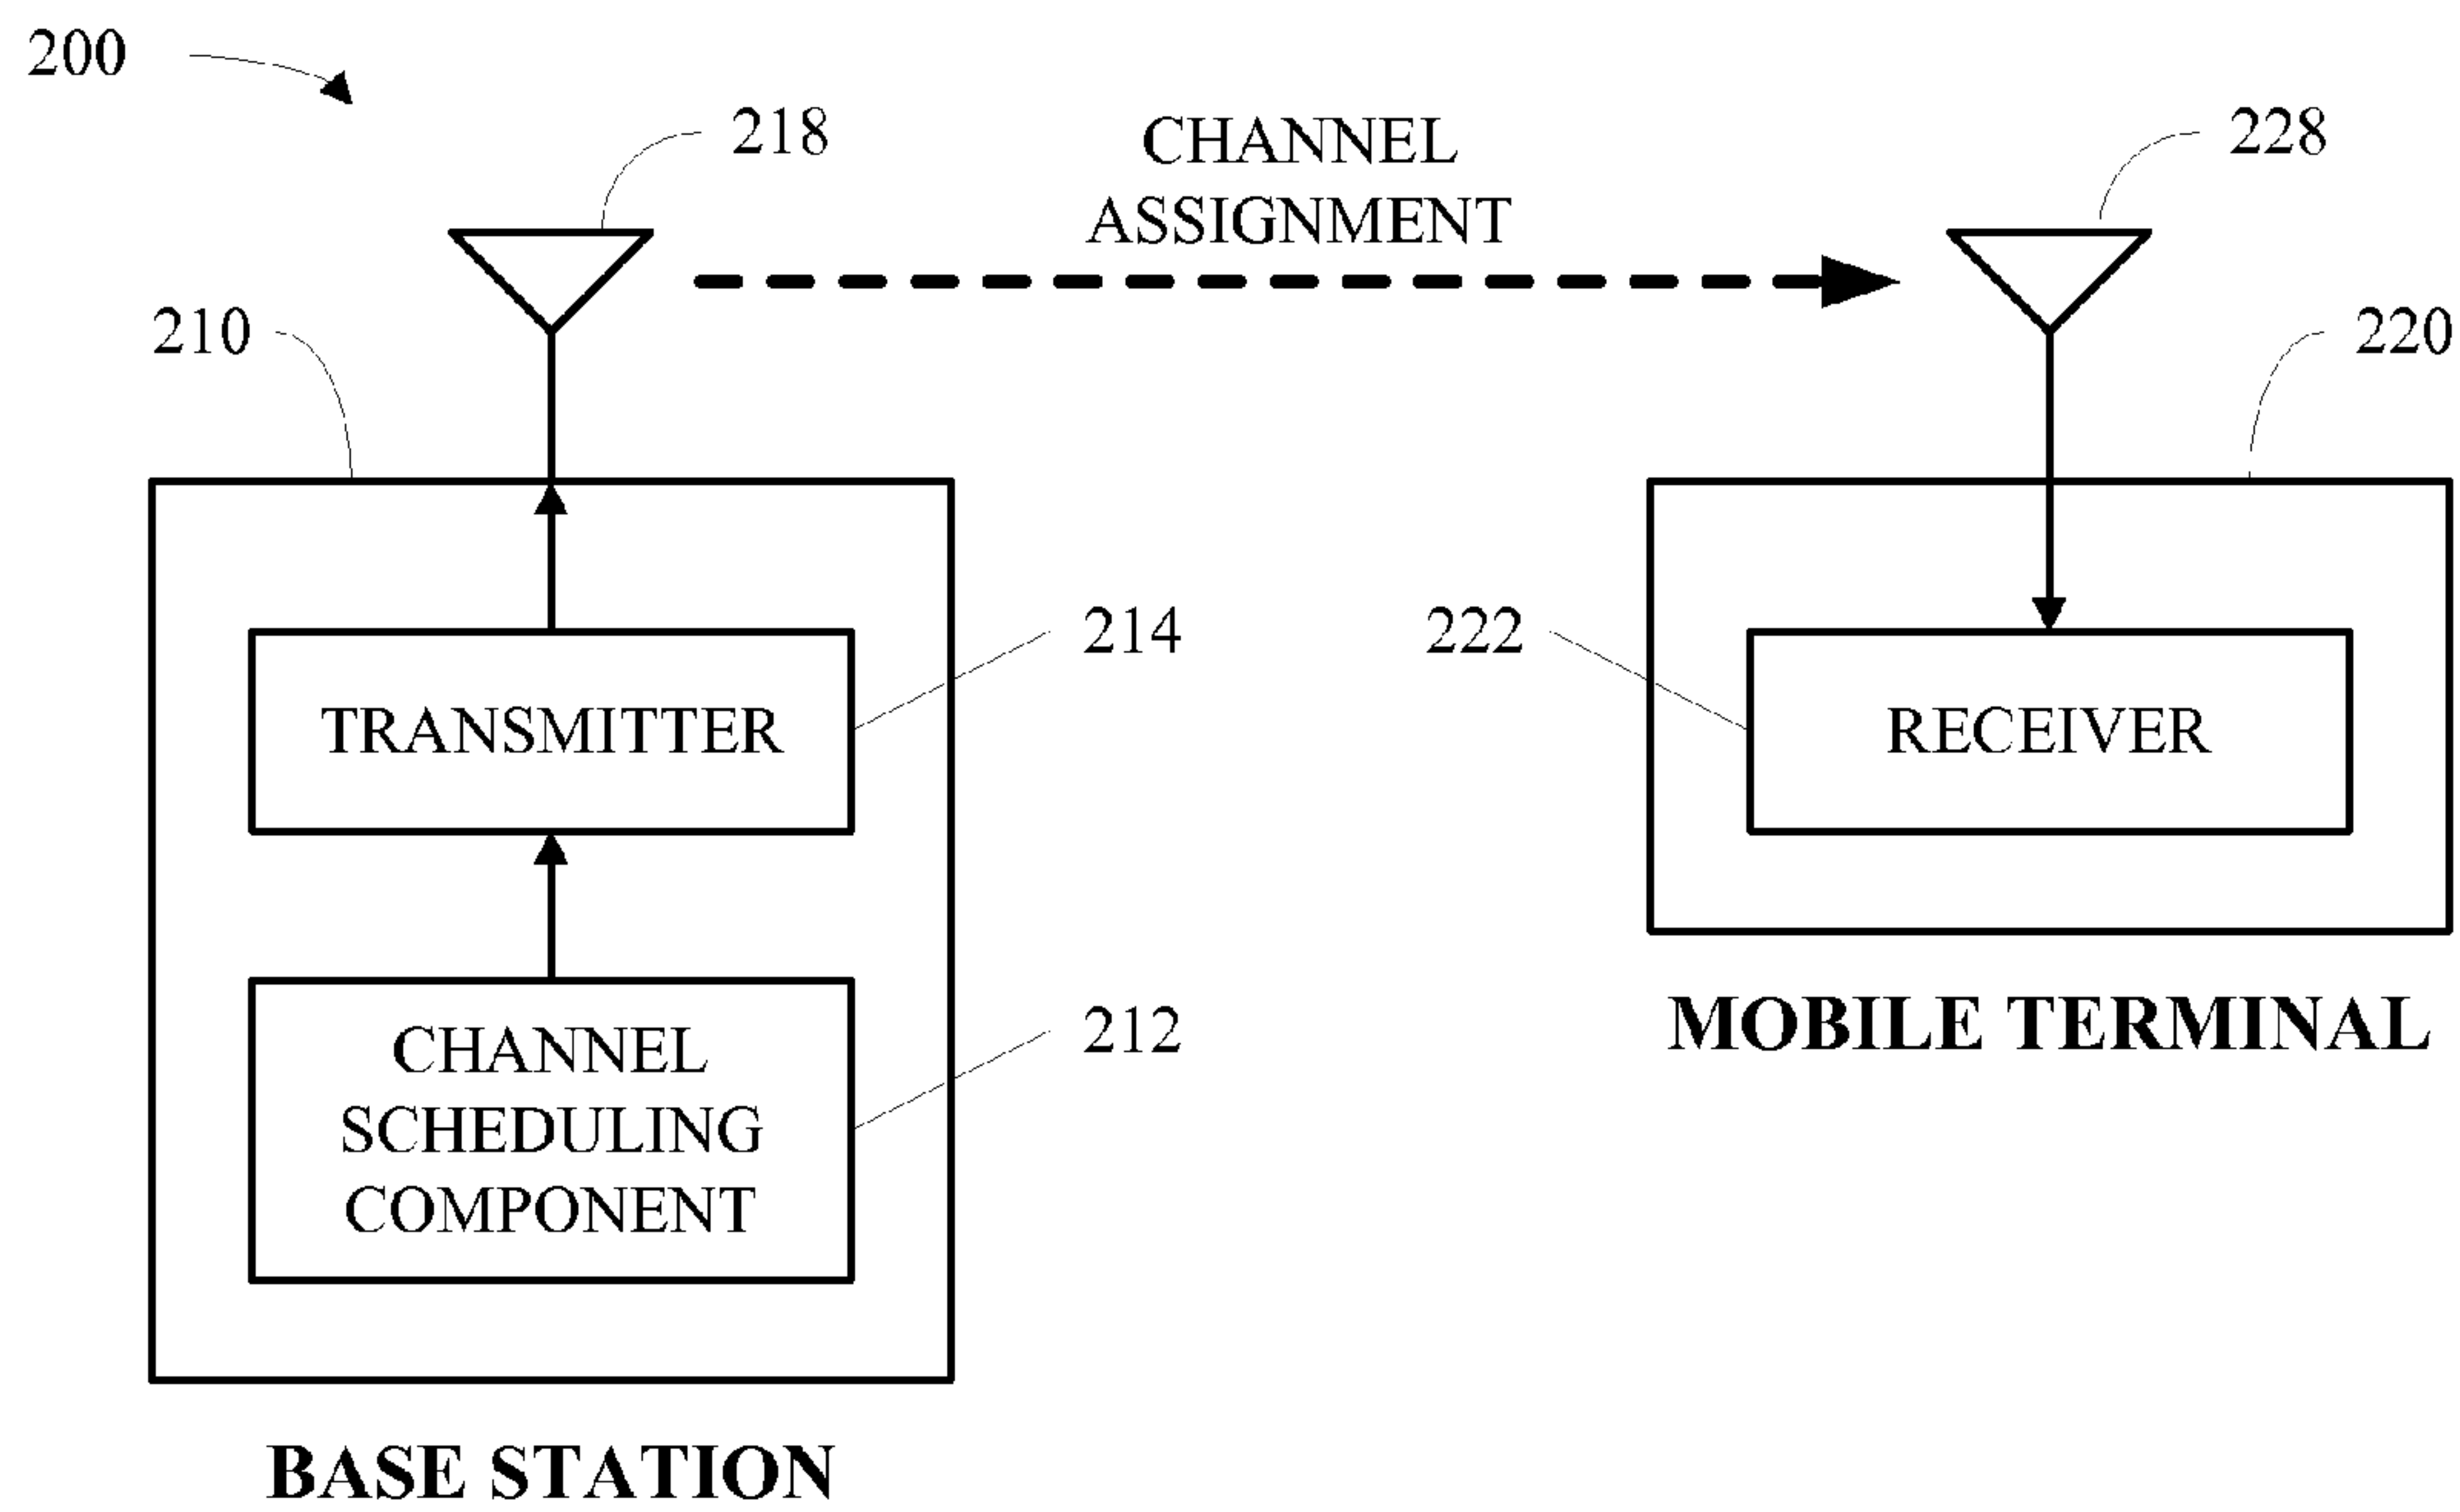 200
218
CHANNEL
ASSIGNMENT
228
210
220
214
222
TRANSMITTER
RECEIVER
CHANNEL
SCHEDULING
COMPONENT
212
MOBILE TERMINAL
BASE STATION